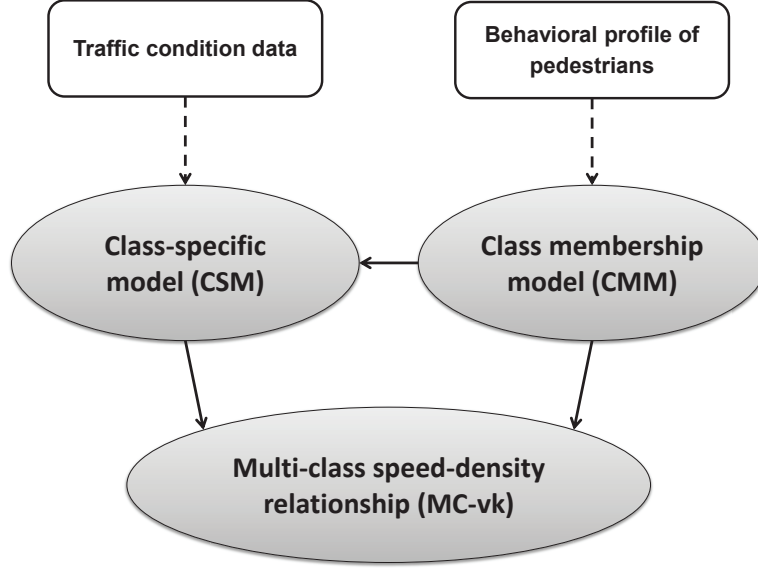 Traffic condition data
Behavioral profile of
pedestrians
Class-specific
model (CSM)
Class membership
model (CMM)
Multi-class speed-density
relationship (MC-vk)